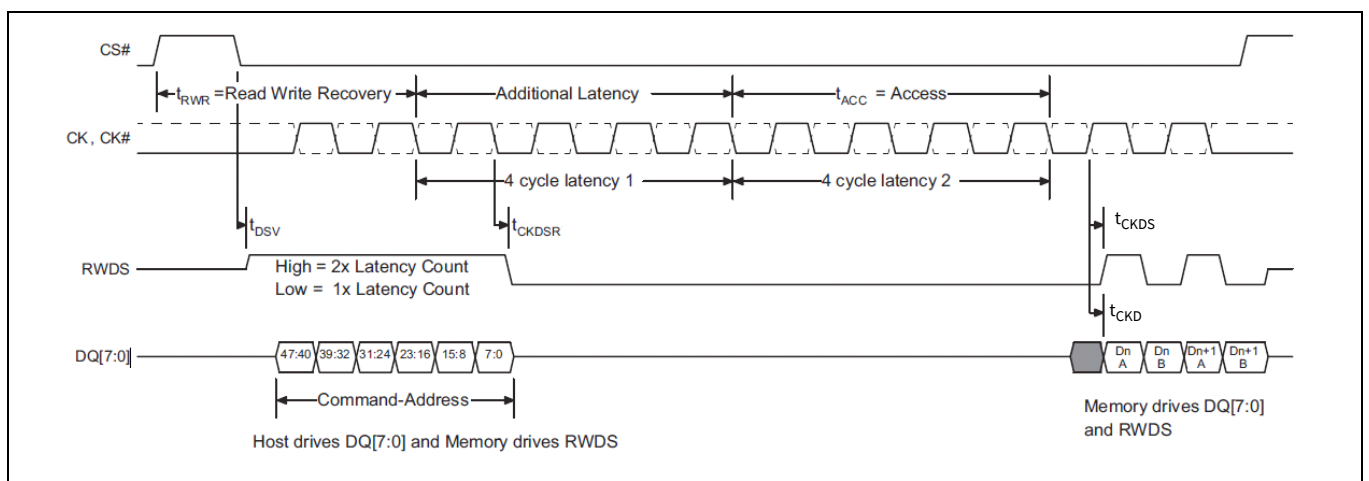 CS#
tRWR =Read Write Recovery
Additional Latency
tACC = Access
CK , CK#
4 cycle latency 1
4 cycle latency 2
tDSV
tCKDSR
tCKDS
RWDS
High = 2x Latency Count
Low = 1x Latency Count
tCKD
DQ[7:0]
47:40 39:32 31:24 23:16 15:8 7:0
Dn A
Dn B
Dn+1 A
Dn+1 B
Command-Address
Memory drives DQ[7:0]
and RWDS
Host drives DQ[7:0] and Memory drives RWDS